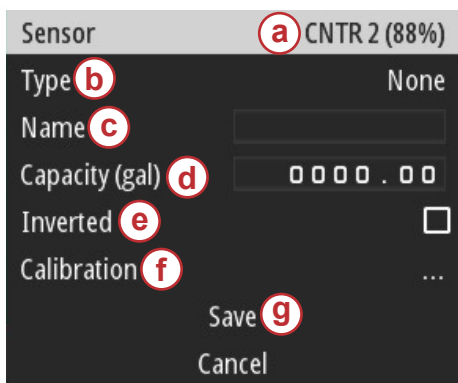 Sensor a CNTR 2 (88%)
Type b None
Name c
Capacity (gal) d 0000.00
Inverted e
Calibration f ...
Save g
Cancel